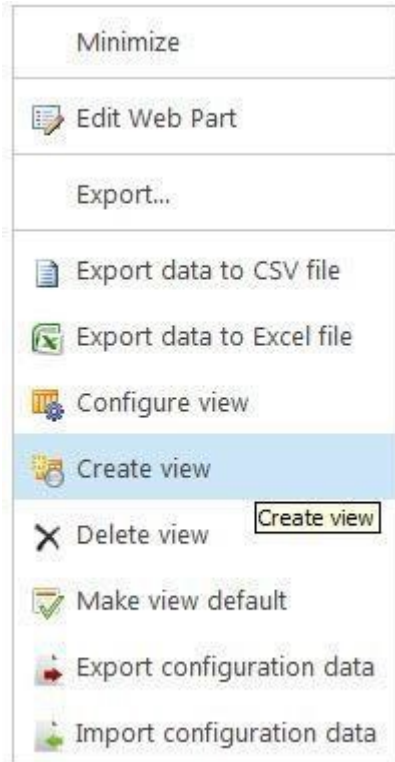 Minimize
Edit Web Part
Export...
Export data to CSV file
Export data to Excel file
Configure view
Create view
Create view
Delete view
Make view default
Export configuration data
Import configuration data